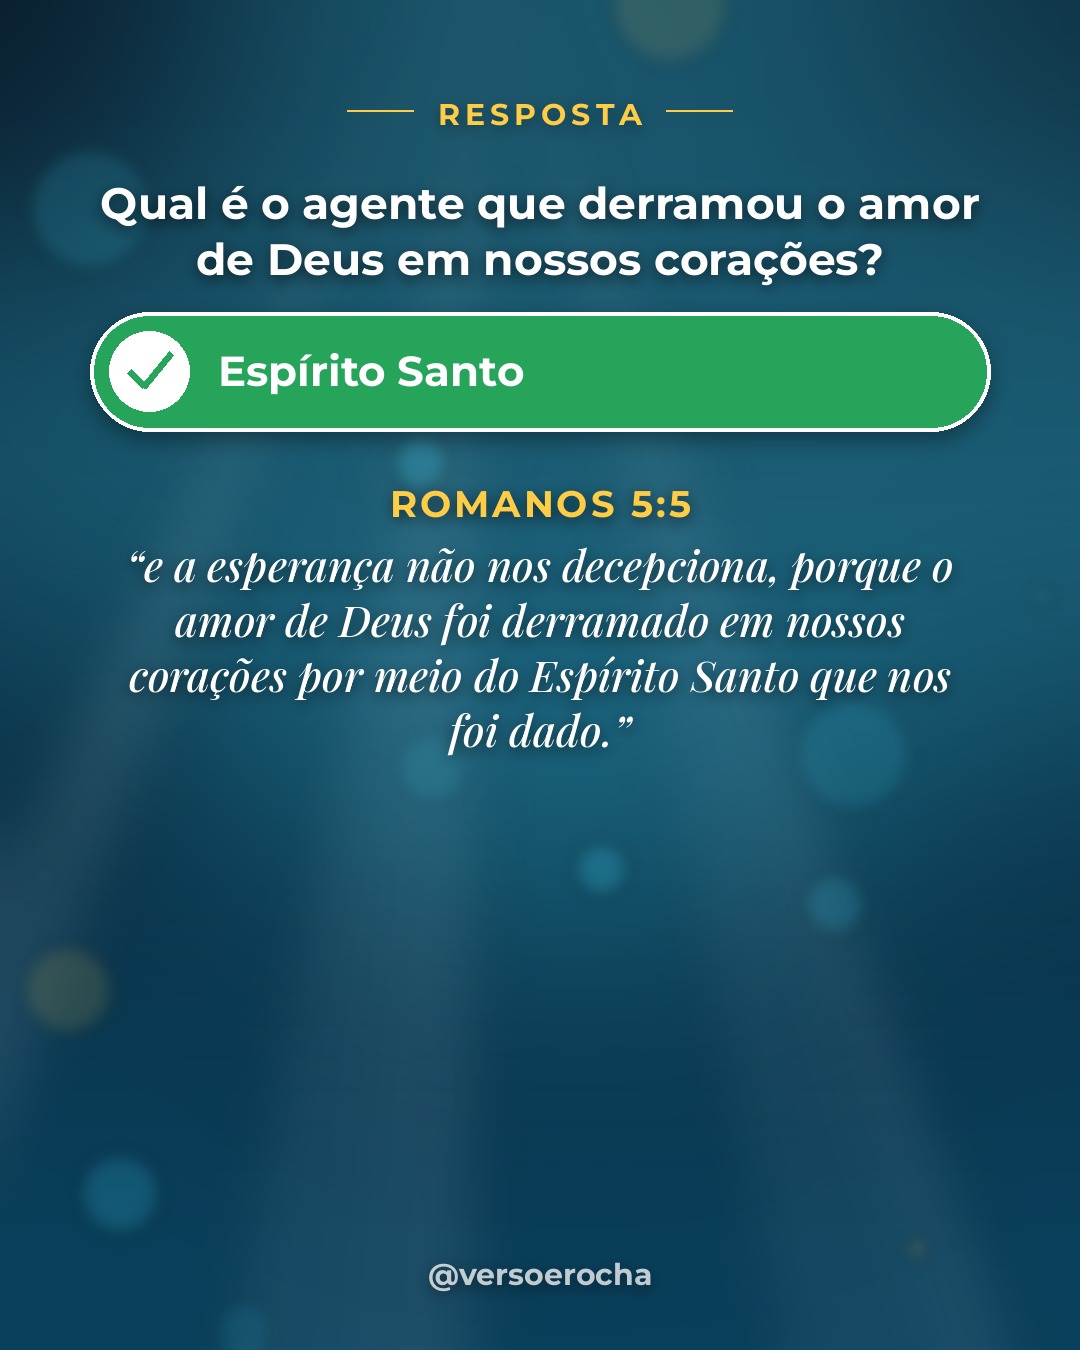 RESPOSTA
Qual é o agente que derramou o amor
de Deus em nossos corações?
Espírito Santo
ROMANOS 5:5
“e a esperança não nos decepciona, porque o
amor de Deus foi derramado em nossos
corações por meio do Espírito Santo que nos
foi dado.”
@versoerocha